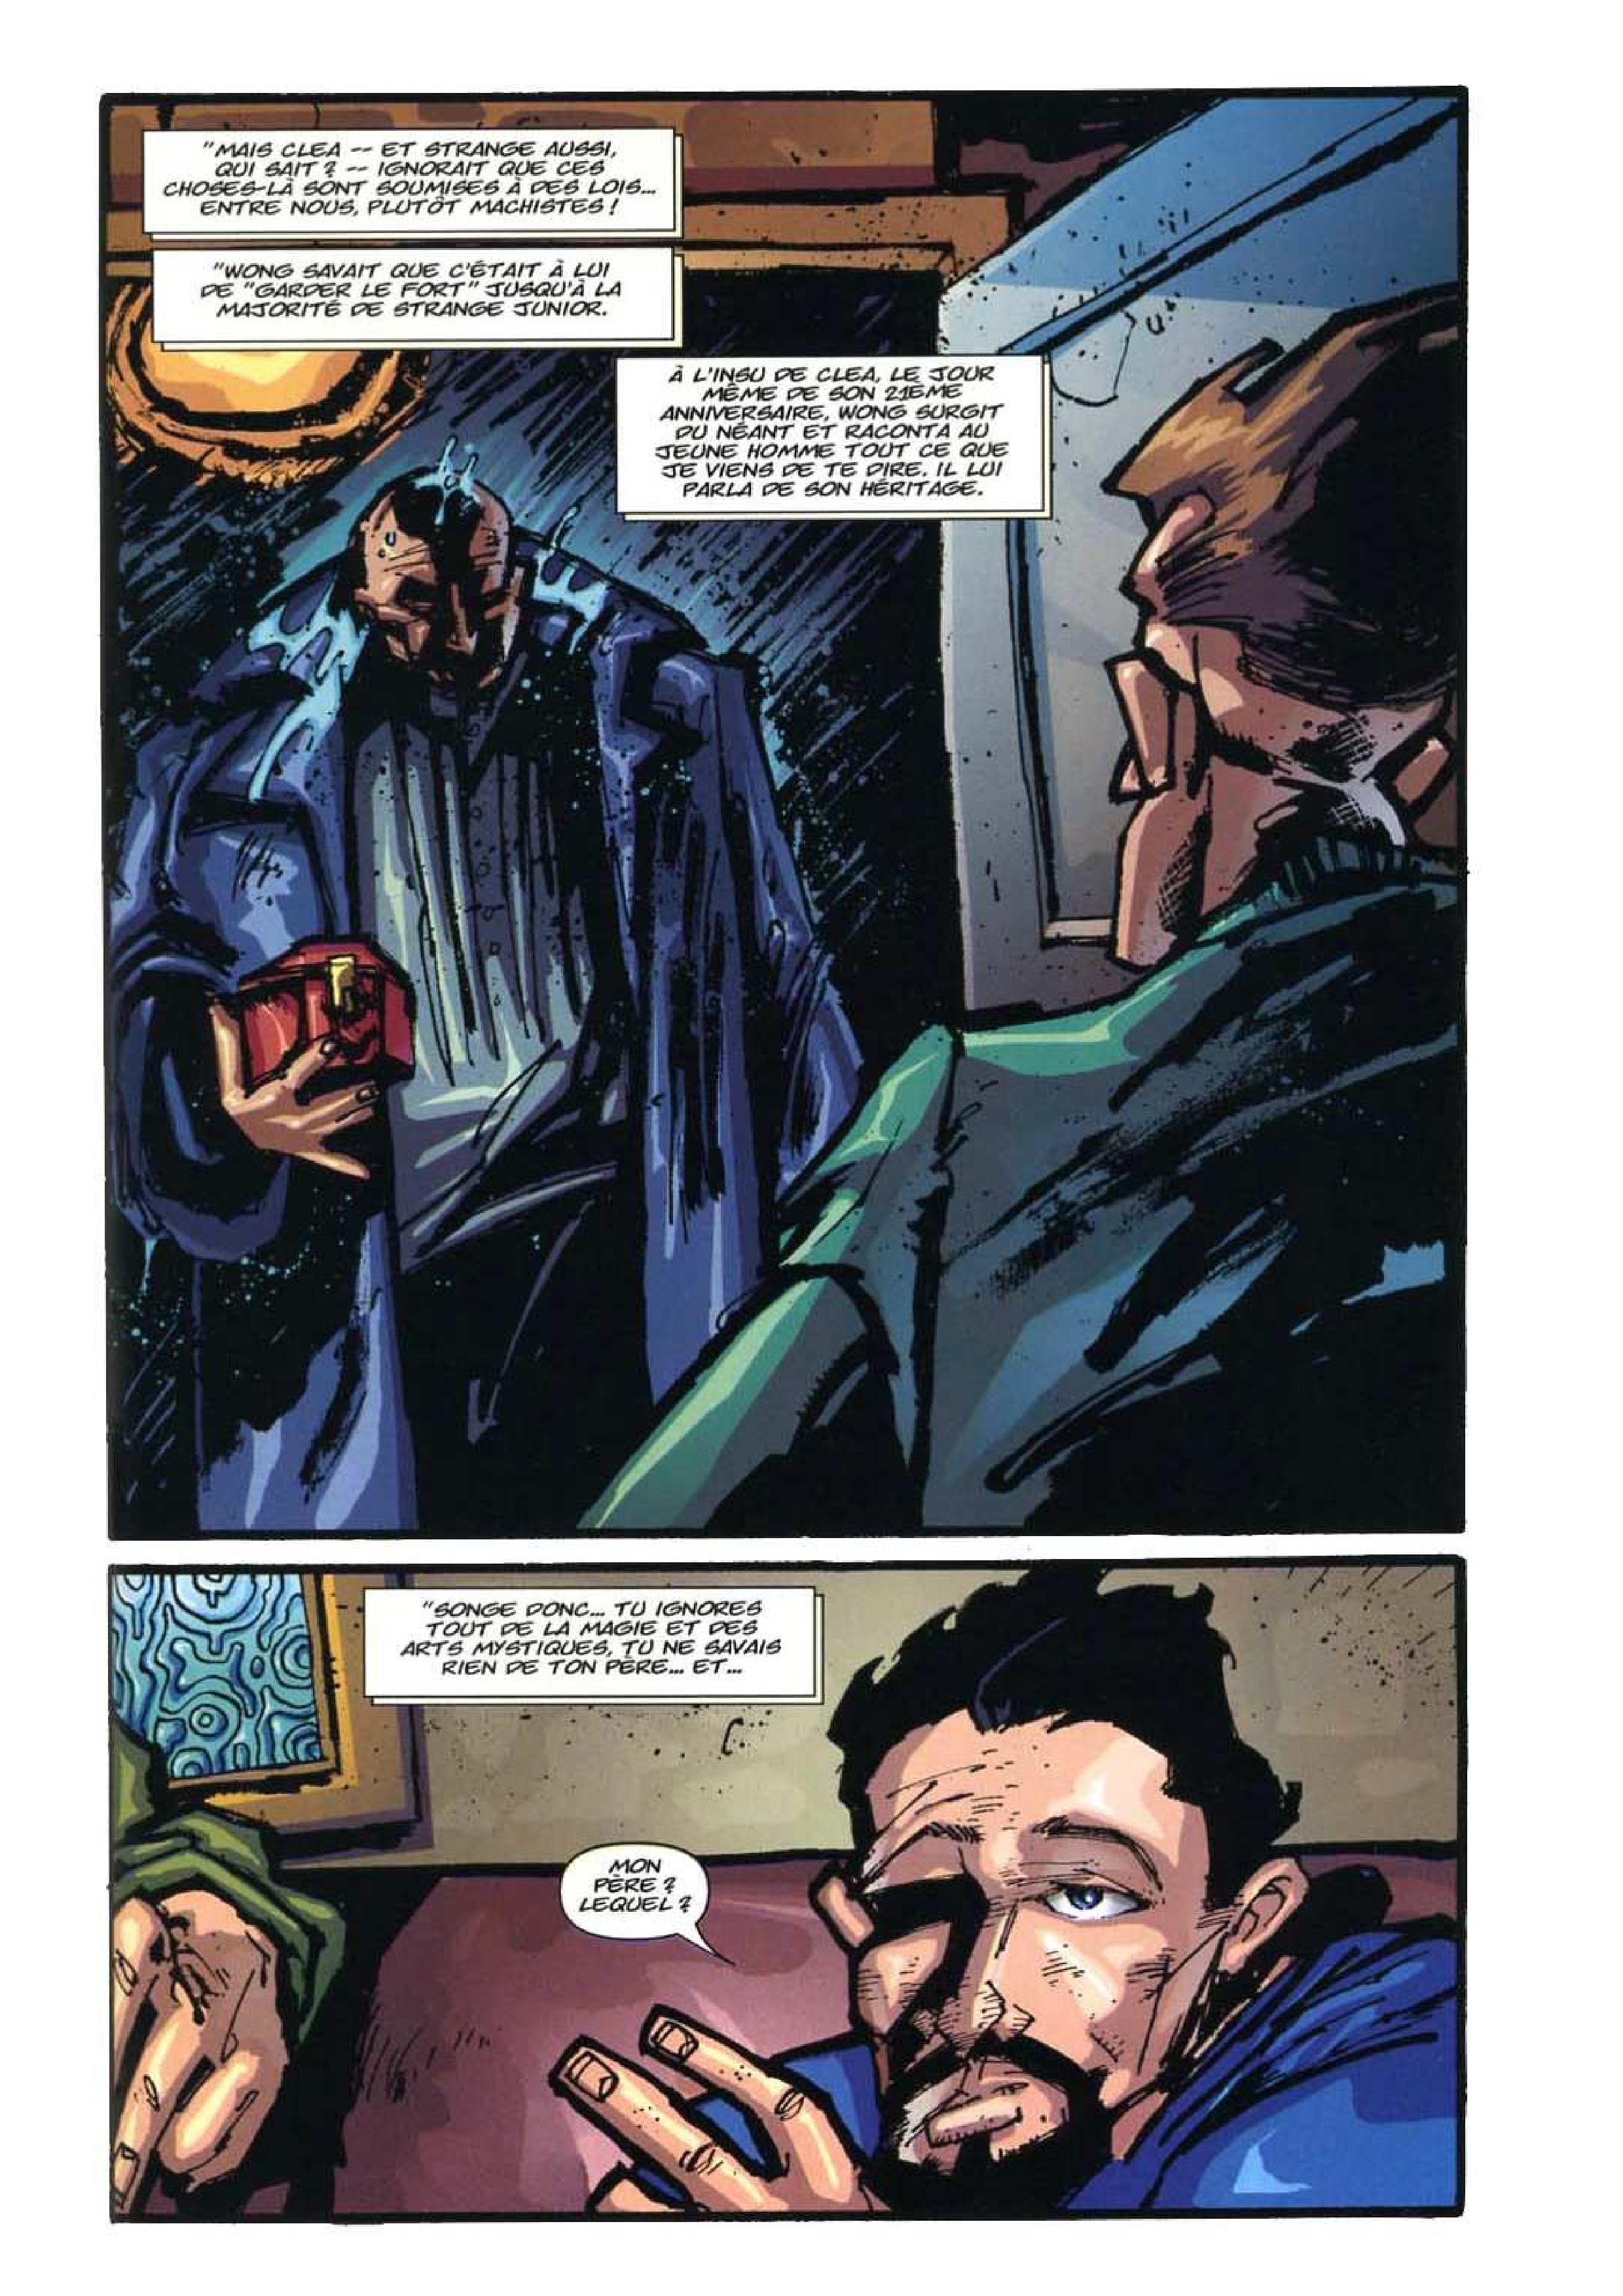 "MAIS CLEA -- ET STRANGE AUSSI,
QUI SAIT ? -- IGNORAIT QUE CES
CHOSES-LÀ SONT SOUMISES À DES LOIS...
ENTRE NOUS, PLUTÔT MACHISTES !
"WONG SAVAIT QUE C'ÉTAIT À LUI
DE "GARDER LE FORT" JUSQU'À LA
MAJORITÉ DE STRANGE JUNIOR.
À L'INSU DE CLEA, LE JOUR
MÊME DE SON 21ÈME
ANNIVERSAIRE, WONG SURGIT
DU NÉANT ET RACONTA AU
JEUNE HOMME TOUT CE QUE
JE VIENS DE TE DIRE. IL LUI
PARLA DE SON HÉRITAGE.
"SONGE DONC... TU IGNORES
TOUT DE LA MAGIE ET DES
ARTS MYSTIQUES, TU NE SAVAIS
RIEN DE TON PÈRE... ET...
MON
PÈRE ?
LEQUEL ?